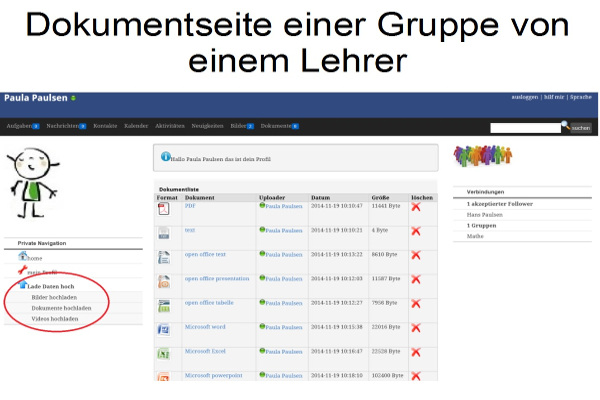 Dokumentseite einer Gruppe von
einem Lehrer
Paula Paulsen
ausloggen | hilf mir | Sprache
Aufgaben Nachrichten Kontakte Kalender Aktivitäten Neuigkeiten Bilder Dokumente
suchen
Hallo Paula Paulsen das ist dein Profil
Dokumentliste
Format Dokument Uploader Datum Größe löschen
PDF Paula Paulsen 2014-11-19 10:10:47 11441 Byte
text Paula Paulsen 2014-11-19 10:10:21 4 Byte
open office text Paula Paulsen 2014-11-19 10:13:22 8610 Byte
open office presentation Paula Paulsen 2014-11-19 10:12:03 11587 Byte
open office tabelle Paula Paulsen 2014-11-19 10:12:27 7956 Byte
Microsoft word Paula Paulsen 2014-11-19 10:15:38 22016 Byte
Microsoft Excel Paula Paulsen 2014-11-19 10:16:47 22528 Byte
Microsoft powerpoint Paula Paulsen 2014-11-19 10:18:10 102400 Byte
Private Navigation
home
mein Profil
Lade Daten hoch
Bilder hochladen
Dokumente hochladen
Videos hochladen
Verbindungen
1 akzeptierter Follower
Hans Paulsen
1 Gruppen
Mathe